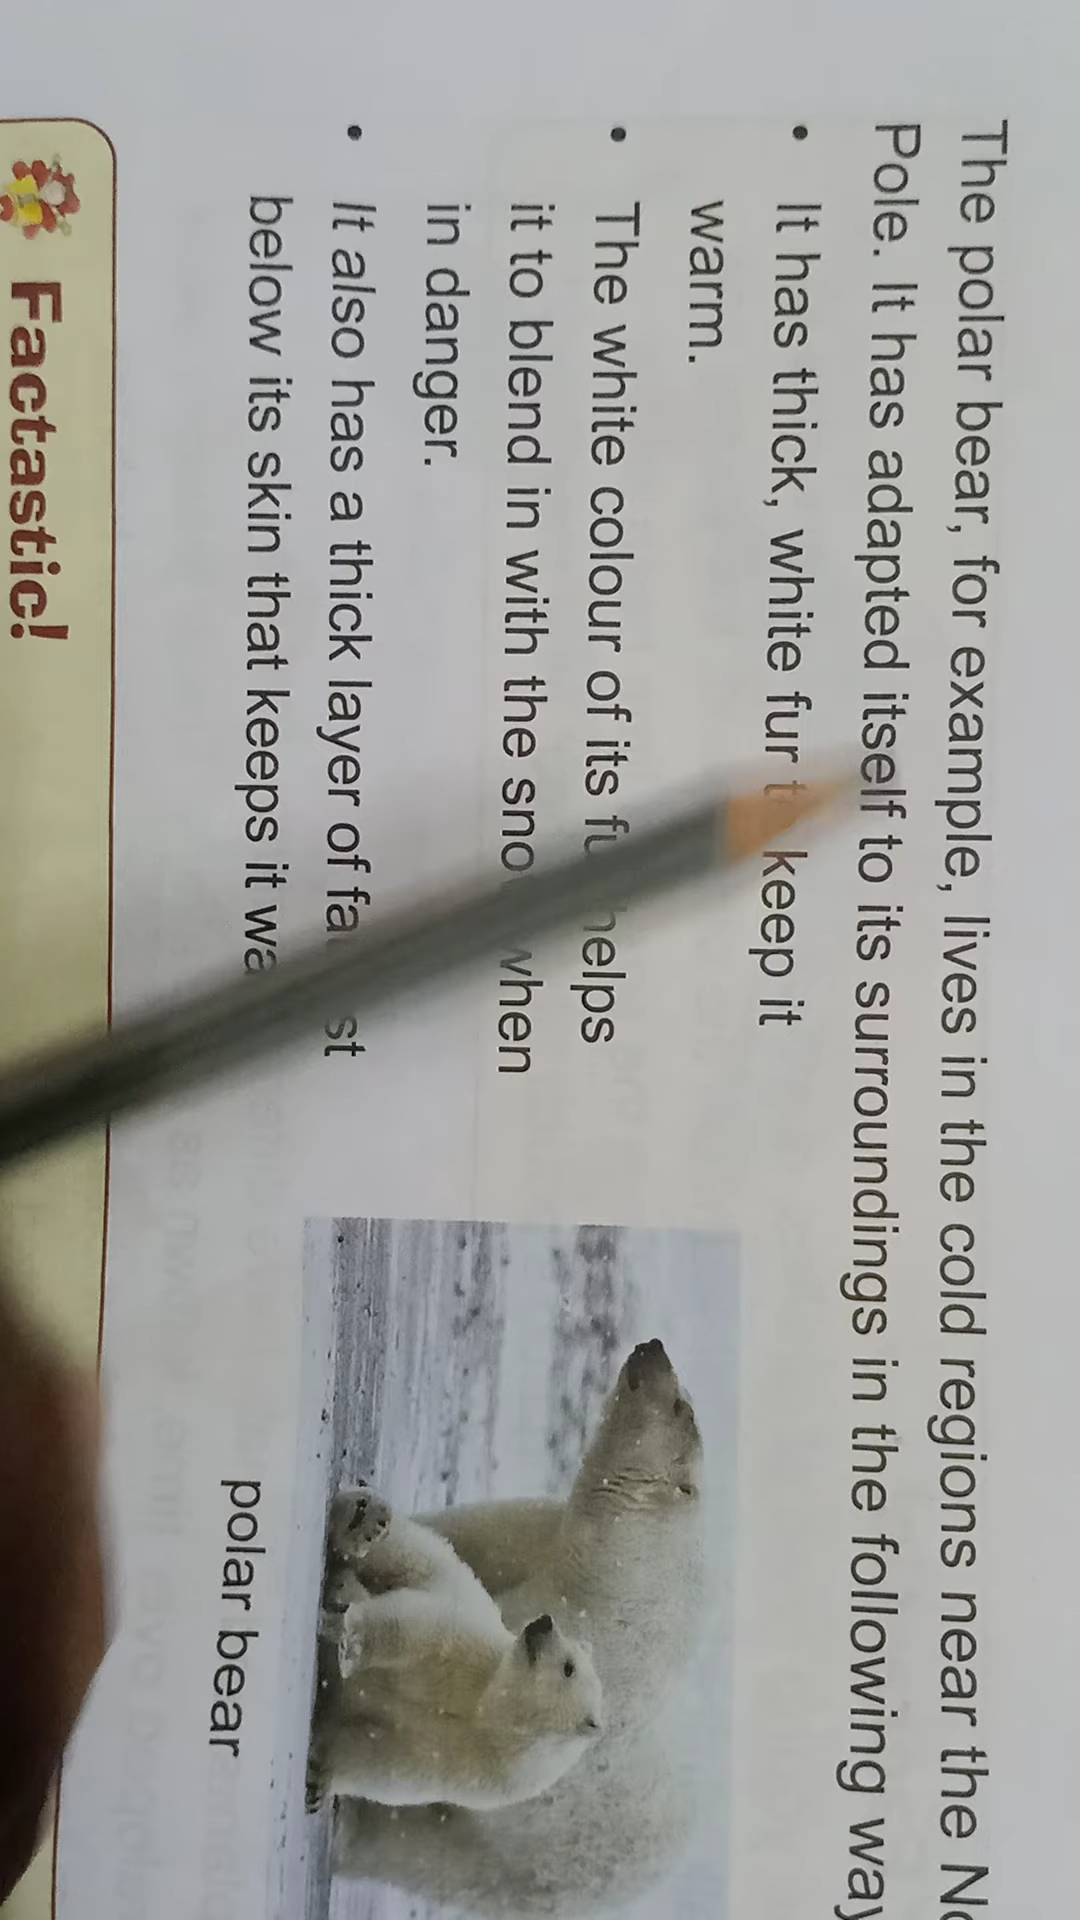 The polar bear, for example, lives in the cold regions near the
Pole. It has adapted itself to its surroundings in the following
• It has thick, white fur keep it
warm.
• The white colour of its helps
it to blend in with the when
in danger.
• It also has a thick layer of
below its skin that keeps it
polar bear
Factastic!